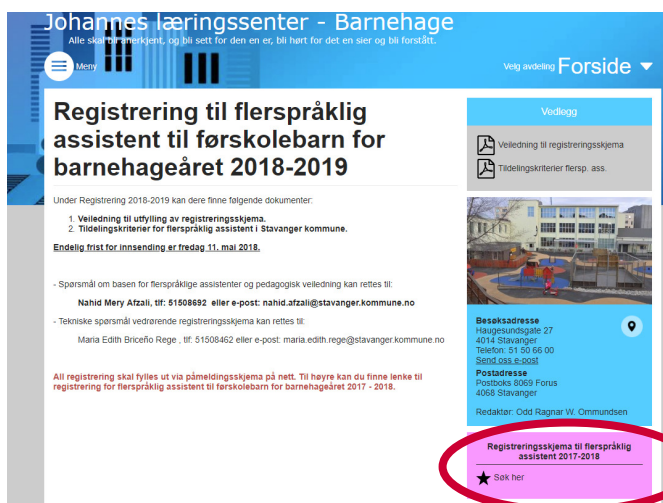 Johannes læringssenter - Barnehage
Alle skal bli anerkjent, og bli sett for den en er, bli hørt for det en sier og bli forstått.
Meny
Velg avdeling Forside
Registrering til flerspråklig
assistent til førskolebarn for
barnehageåret 2018-2019
Under Registrering 2018-2019 kan dere finne følgende dokumenter:
1. Veiledning til utfylling av registreringsskjema.
2. Tildelingskriterier for flerspråklig assistent i Stavanger kommune.
Endelig frist for innsending er fredag 11. mai 2018.
- Spørsmål om basen for flerspråklige assistenter og pedagogisk veiledning kan rettes til:
Nahid Mery Afzali, tlf: 51508692 eller e-post: nahid.afzali@stavanger.kommune.no
- Tekniske spørsmål vedrørende registreringsskjema kan rettes til:
Maria Edith Briceño Rege , tlf: 51508462 eller e-post: maria.edith.rege@stavanger.kommune.no
All registrering skal fylles ut via påmeldingsskjema på nett. Til høyre kan du finne lenke til
registrering for flerspråklig assistent til førskolebarn for barnehageåret 2017 - 2018.
Vedlegg
Veiledning til registreringsskjema
Tildelingskriterier flersp. ass.
Besøksadresse
Haugesundsgate 27
4014 Stavanger
Telefon: 51 50 66 00
Send oss e-post
Postadresse
Postboks 8069 Forus
4068 Stavanger
Redaktør: Odd Ragnar W. Ommundsen
Registreringsskjema til flerspråklig
assistent 2017-2018
Søk her